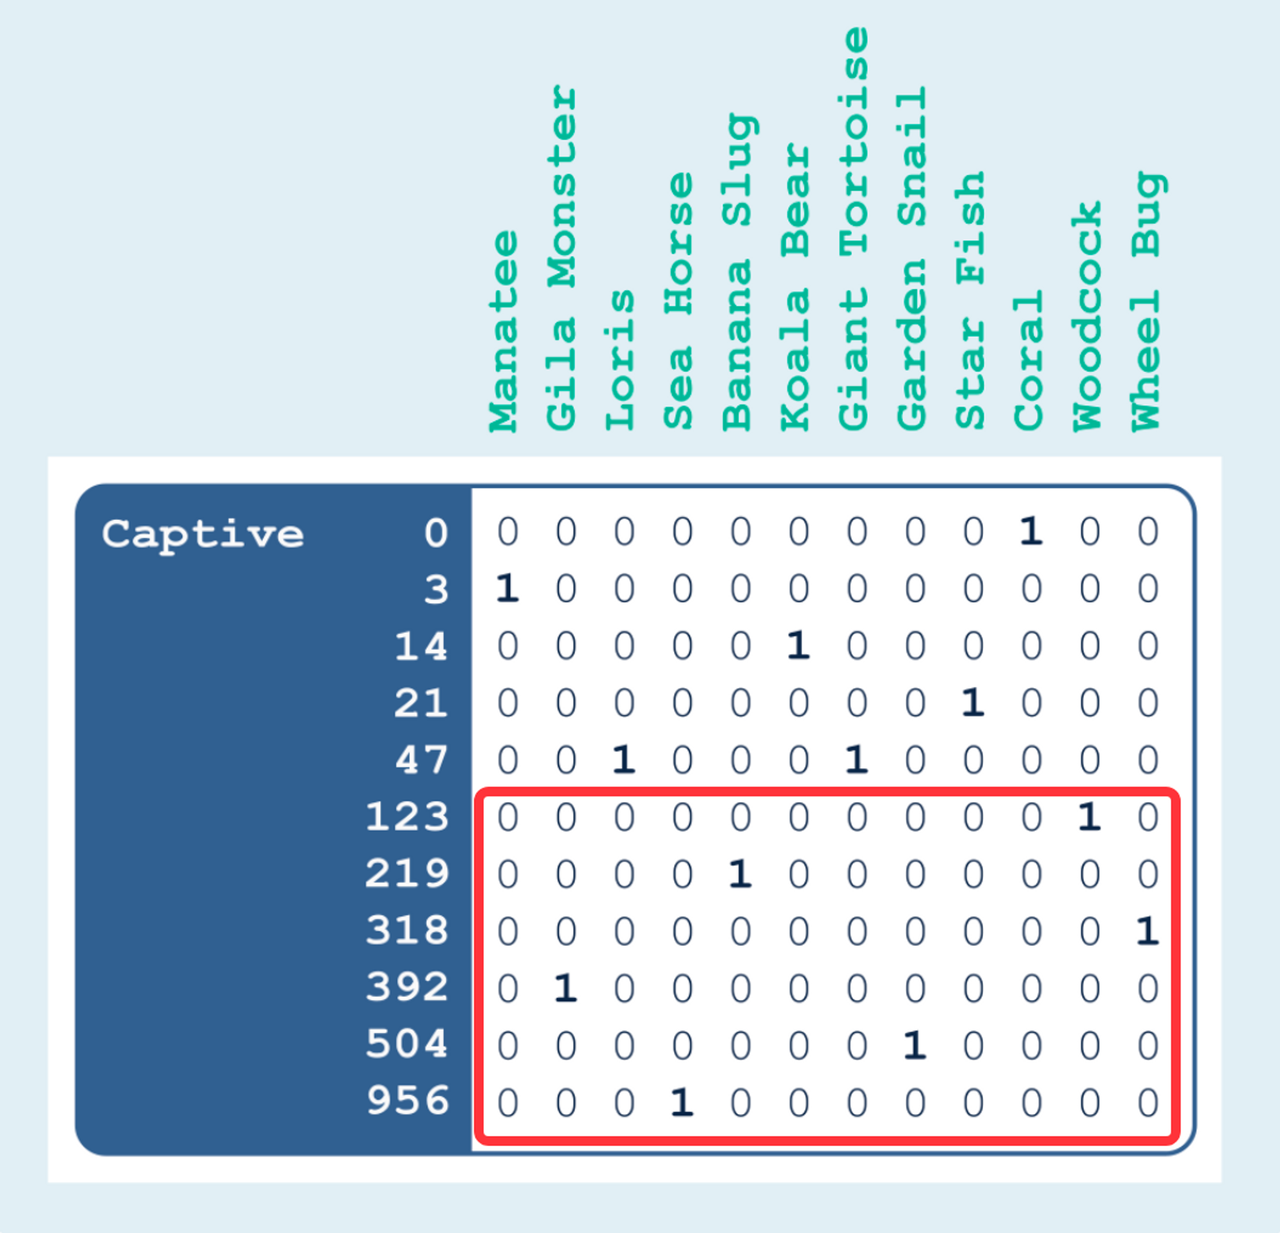 Manatee
Gila Monster
Loris
Sea Horse
Banana Slug
Koala Bear
Giant Tortoise
Garden Snail
Star Fish
Coral
Woodcock
Wheel Bug
Captive 0 0 0 0 0 0 0 0 0 0 1 0 0
3 1 0 0 0 0 0 0 0 0 0 0 0
14 0 0 0 0 0 1 0 0 0 0 0 0
21 0 0 0 0 0 0 0 0 1 0 0 0
47 0 0 1 0 0 0 1 0 0 0 0 0
123 0 0 0 0 0 0 0 0 0 0 1 0
219 0 0 0 0 1 0 0 0 0 0 0 0
318 0 0 0 0 0 0 0 0 0 0 0 1
392 0 1 0 0 0 0 0 0 0 0 0 0
504 0 0 0 0 0 0 0 1 0 0 0 0
956 0 0 0 1 0 0 0 0 0 0 0 0